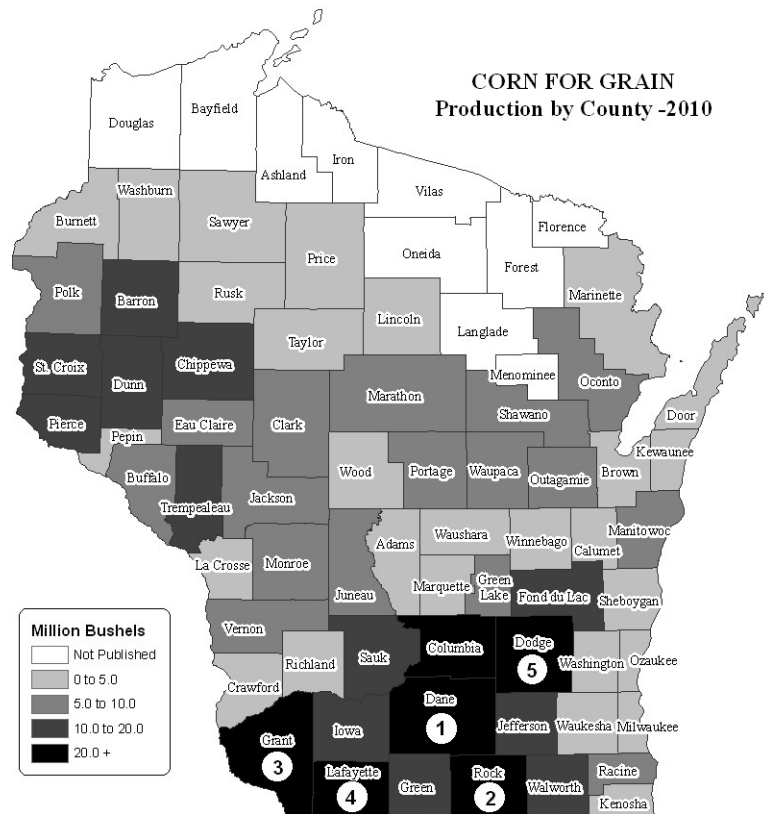 CORN FOR GRAIN
Production by County -2010
Douglas
Bayfield
Ashland
Iron
Vilas
Florence
Burnett
Washburn
Sawyer
Price
Oneida
Forest
Marinette
Polk
Barron
Rusk
Taylor
Lincoln
Langlade
Menominee
Oconto
St. Croix
Dunn
Chippewa
Marathon
Shawano
Door
Pierce
Pepin
Eau Claire
Clark
Kewaunee
Buffalo
Trempealeau
Jackson
Wood
Portage
Waupaca
Outagamie
Brown
La Crosse
Monroe
Juneau
Adams
Waushara
Winnebago
Calumet
Manitowoc
Marquette
Green
Lake
Fond du Lac
Sheboygan
Vernon
Richland
Sauk
Columbia
Dodge
5
Washington
Ozaukee
Crawford
Grant
3
Iowa
Dane
1
Jefferson
Waukesha
Milwaukee
Lafayette
4
Green
Rock
2
Walworth
Racine
Kenosha
Million Bushels
Not Published
0 to 5.0
5.0 to 10.0
10.0 to 20.0
20.0 +